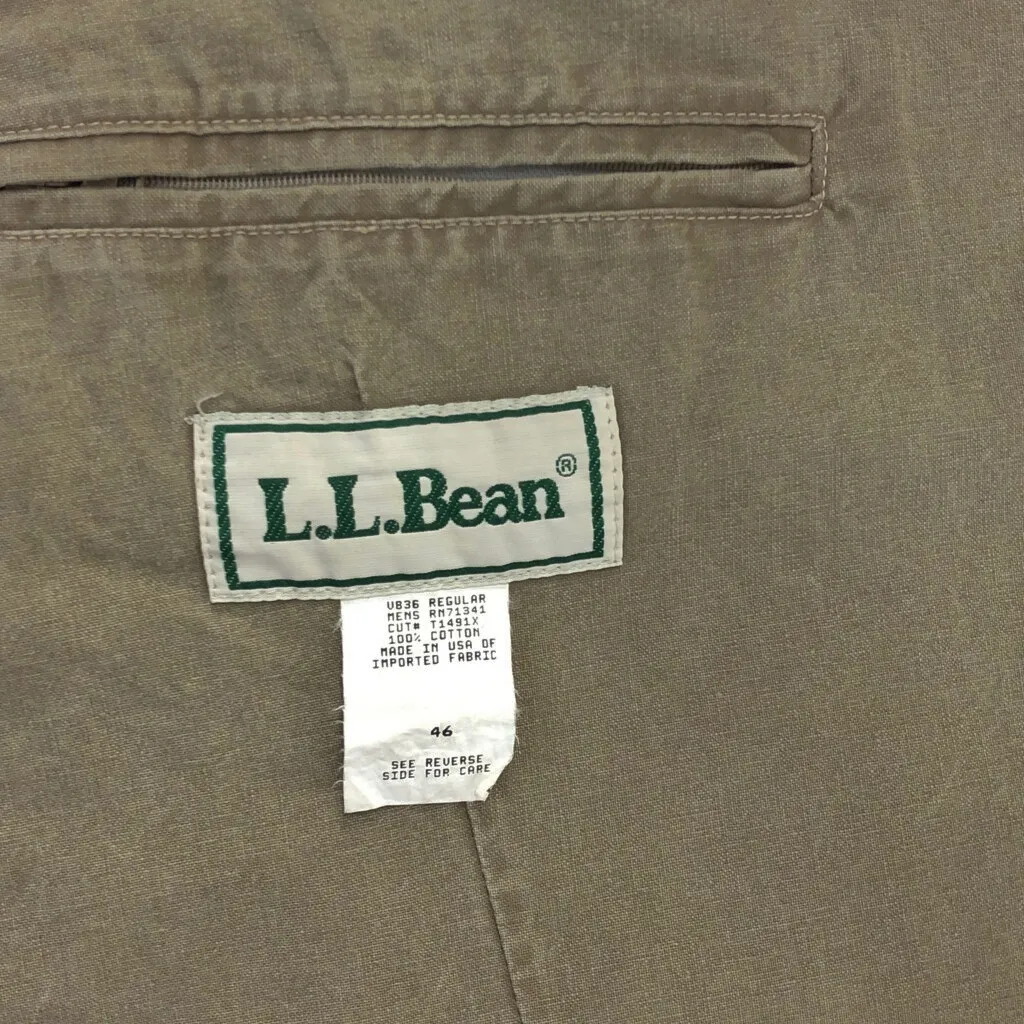 L.L.Bean®
VB36 REGULAR
MENS RN71341
CUT# T1491X
100% COTTON
MADE IN USA OF
IMPORTED FABRIC
46
SEE REVERSE
SIDE FOR CARE